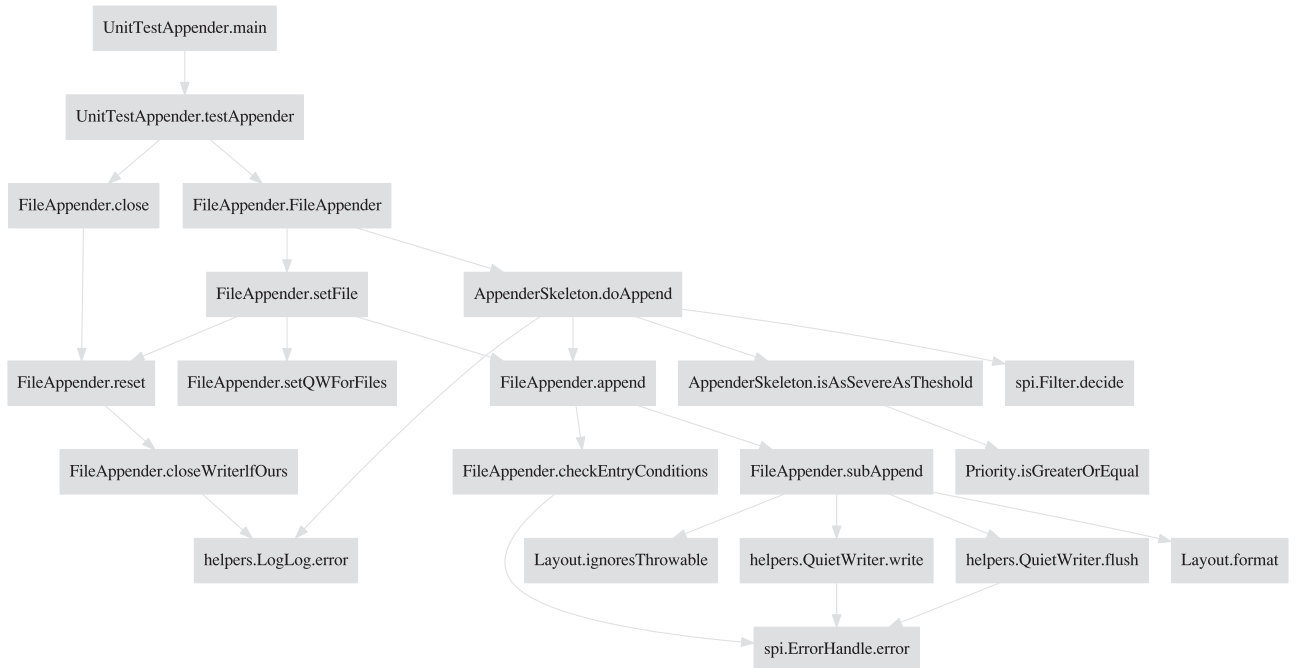 UnitTestAppender.main
UnitTestAppender.testAppender
FileAppender.close
FileAppender.FileAppender
FileAppender.setFile
AppenderSkeleton.doAppend
FileAppender.reset
FileAppender.setQWForFiles
FileAppender.append
AppenderSkeleton.isAsSevereAsTheshold
spi.Filter.decide
FileAppender.closeWriterlfOurs
FileAppender.checkEntryConditions
FileAppender.subAppend
Priority.isGreaterOrEqual
helpers.LogLog.error
Layout.ignoresThrowable
helpers.QuietWriter.write
helpers.QuietWriter.flush
Layout.format
spi.ErrorHandle.error